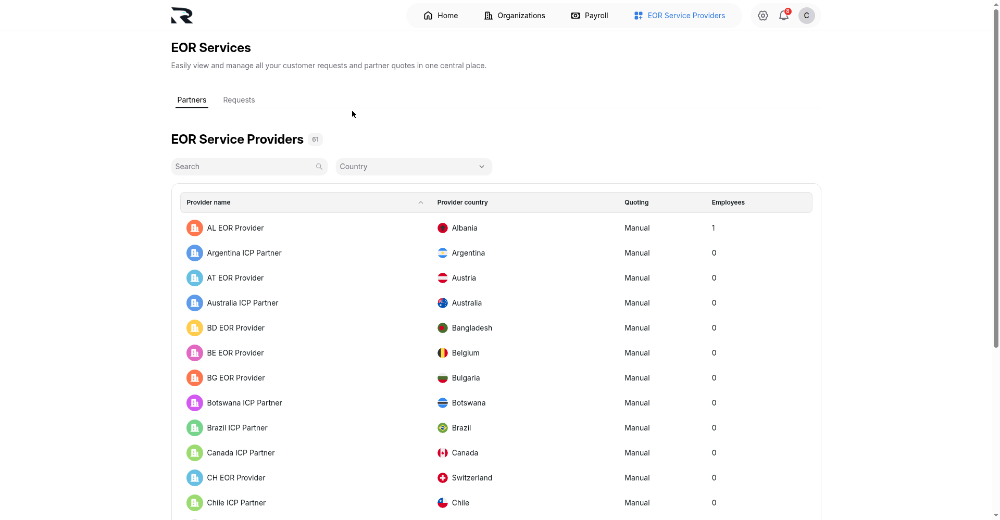 Home Organizations Payroll EOR Service Providers 8 C
EOR Services
Easily view and manage all your customer requests and partner quotes in one central place.
Partners Requests
EOR Service Providers 61
Search Country
Provider name Provider country Quoting Employees
AL EOR Provider Albania Manual 1
Argentina ICP Partner Argentina Manual 0
AT EOR Provider Austria Manual 0
Australia ICP Partner Australia Manual 0
BD EOR Provider Bangladesh Manual 0
BE EOR Provider Belgium Manual 0
BG EOR Provider Bulgaria Manual 0
Botswana ICP Partner Botswana Manual 0
Brazil ICP Partner Brazil Manual 0
Canada ICP Partner Canada Manual 0
CH EOR Provider Switzerland Manual 0
Chile ICP Partner Chile Manual 0